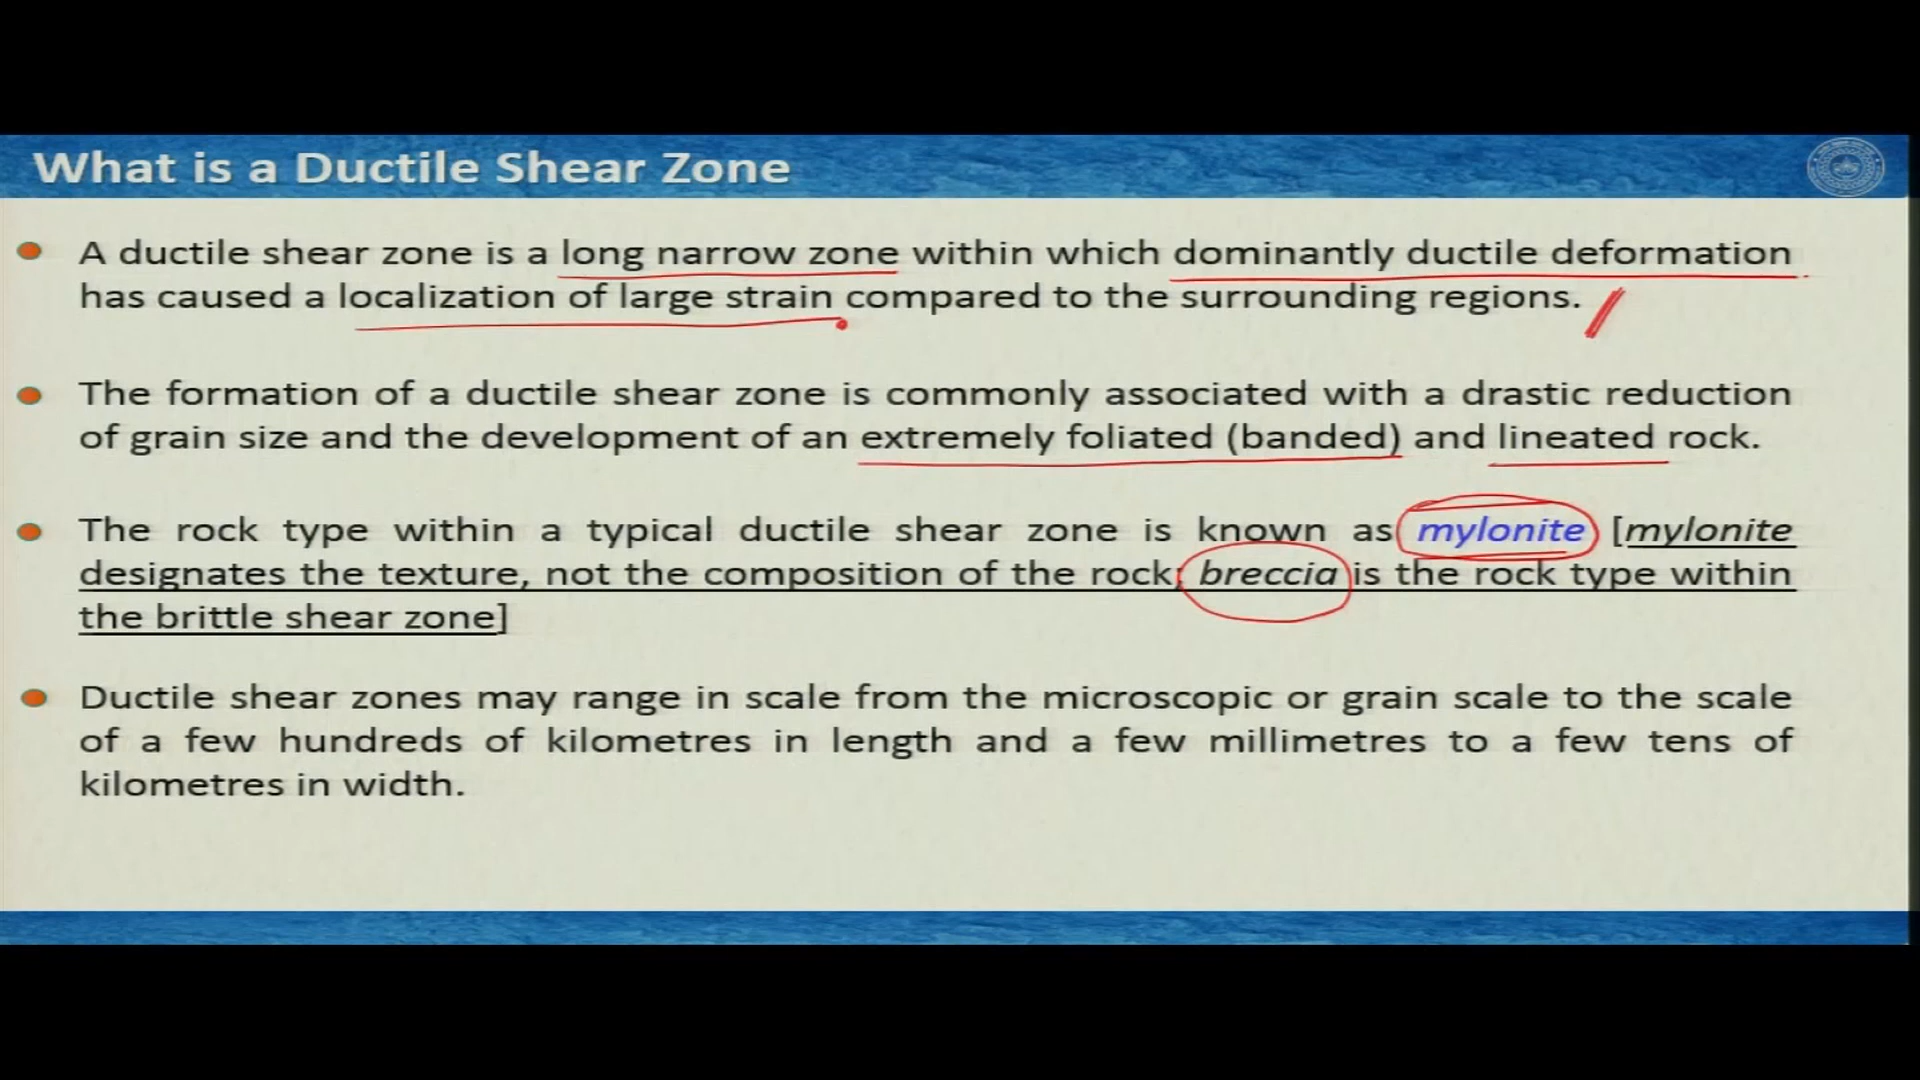 What is a Ductile Shear Zone
A ductile shear zone is a long narrow zone within which dominantly ductile deformation
has caused a localization of large strain compared to the surrounding regions.
The formation of a ductile shear zone is commonly associated with a drastic reduction
of grain size and the development of an extremely foliated (banded) and lineated rock.
The rock type within a typical ductile shear zone is known as mylonite [mylonite
designates the texture, not the composition of the rock; breccia is the rock type within
the brittle shear zone]
Ductile shear zones may range in scale from the microscopic or grain scale to the scale
of a few hundreds of kilometres in length and a few millimetres to a few tens of
kilometres in width.